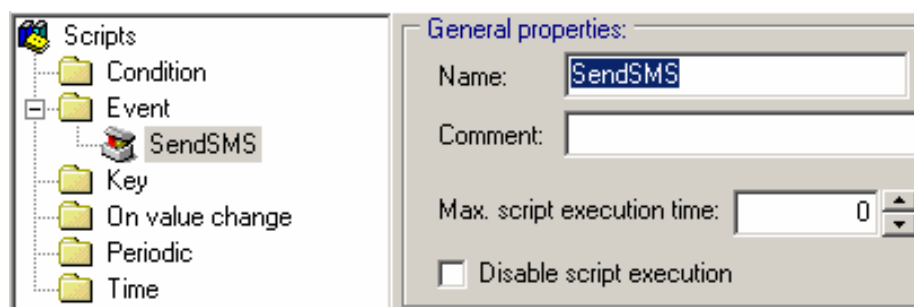 Scripts
Condition
Event
SendSMS
Key
On value change
Periodic
Time
General properties:
Name: SendSMS
Comment:
Max. script execution time: 0
Disable script execution